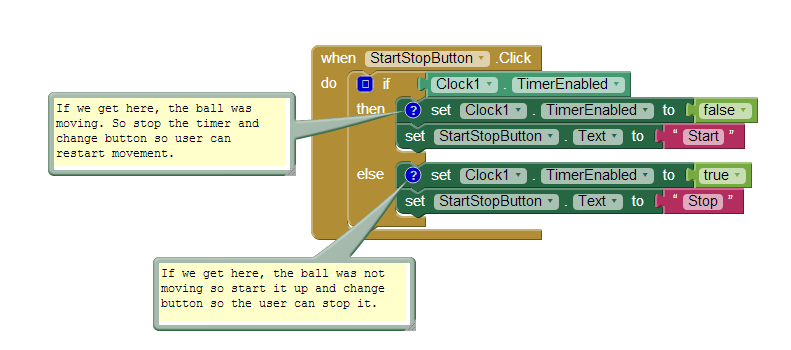 when StartStopButton .Click
do if Clock1 . TimerEnabled
then ? set Clock1 . TimerEnabled to false
set StartStopButton . Text to “ Start ”
else ? set Clock1 . TimerEnabled to true
set StartStopButton . Text to “ Stop ”
If we get here, the ball was
moving. So stop the timer and
change button so user can
restart movement.
If we get here, the ball was not
moving so start it up and change
button so the user can stop it.